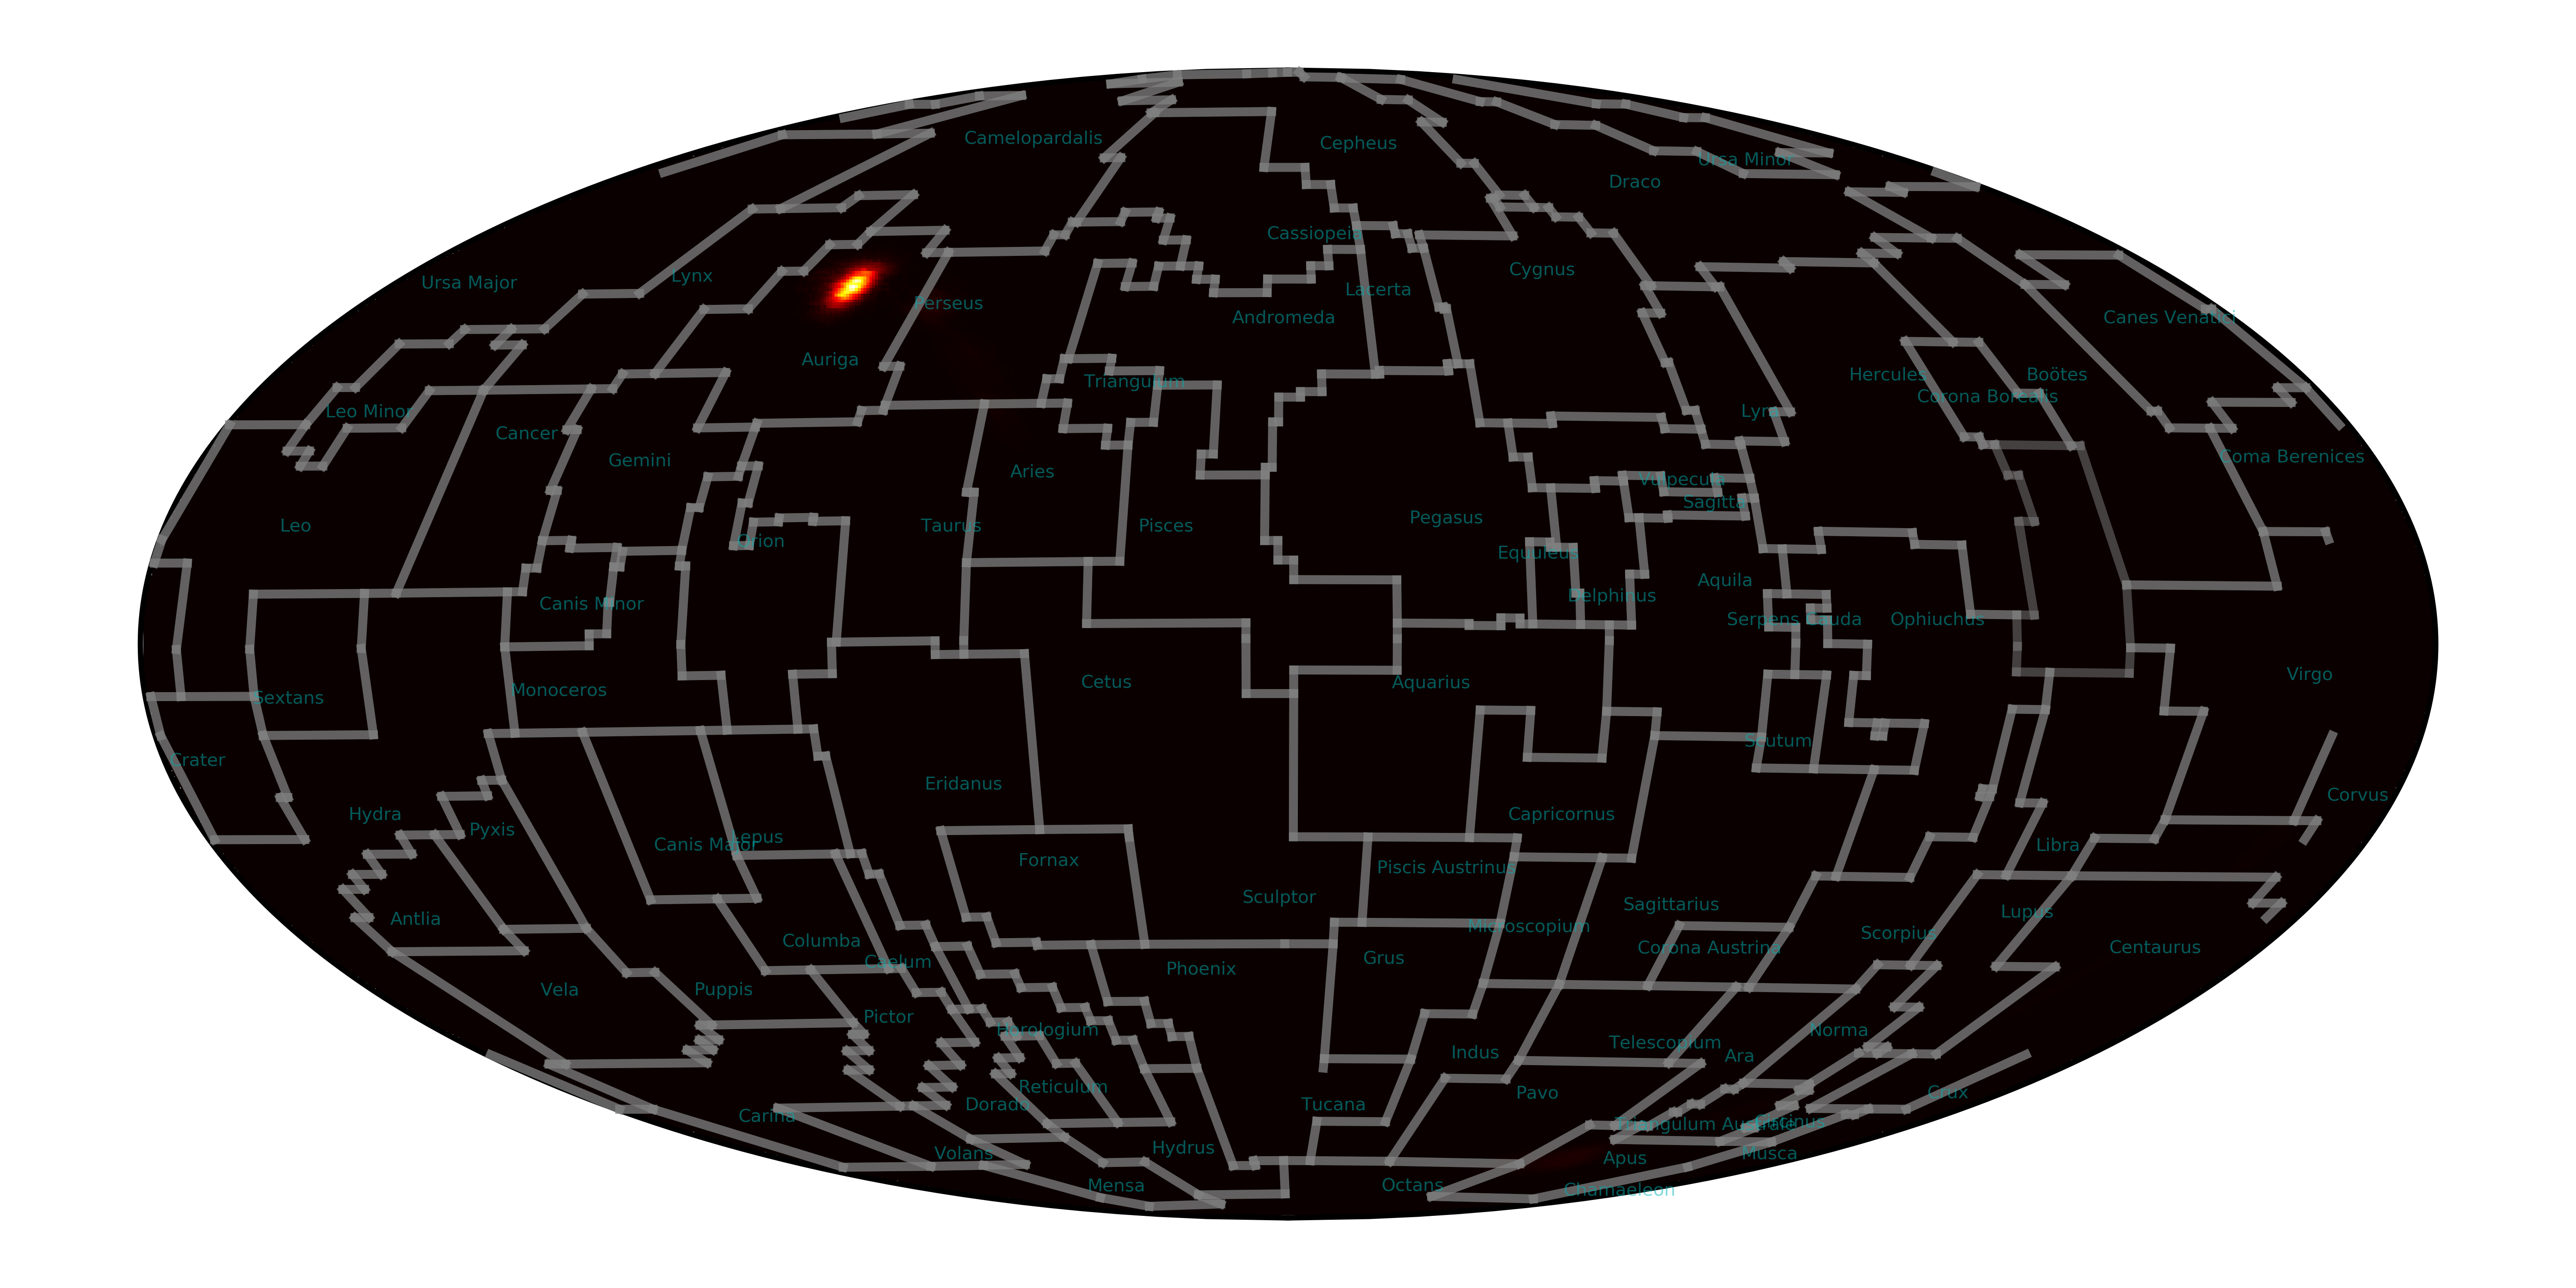 Camelopardalis
Cepheus
Ursa Minor
Draco
Cassiopeia
Cygnus
Lynx
Ursa Major
Lacerta
Perseus
Andromeda
Canes Venatici
Auriga
Hercules
Boötes
Triangulum
Corona Borealis
Leo Minor
Lyra
Cancer
Coma Berenices
Gemini
Aries
Vulpecula
Sagitta
Pegasus
Leo
Taurus
Pisces
Orion
Equuleus
Aquila
Delphinus
Canis Minor
Serpens Cauda
Ophiuchus
Virgo
Cetus
Aquarius
Monoceros
Sextans
Scutum
Crater
Eridanus
Corvus
Hydra
Capricornus
Pyxis
Lepus
Canis Major
Libra
Fornax
Piscis Austrinus
Sculptor
Sagittarius
Lupus
Antlia
Microscopium
Scorpius
Columba
Corona Austrina
Centaurus
Grus
Caelum
Phoenix
Vela
Puppis
Pictor
Horologium
Norma
Telescopium
Indus
Ara
Reticulum
Pavo
Crux
Dorado
Tucana
Carina
Circinus
Triangulum Australe
Hydrus
Volans
Musca
Apus
Mensa
Octans
Chamaeleon